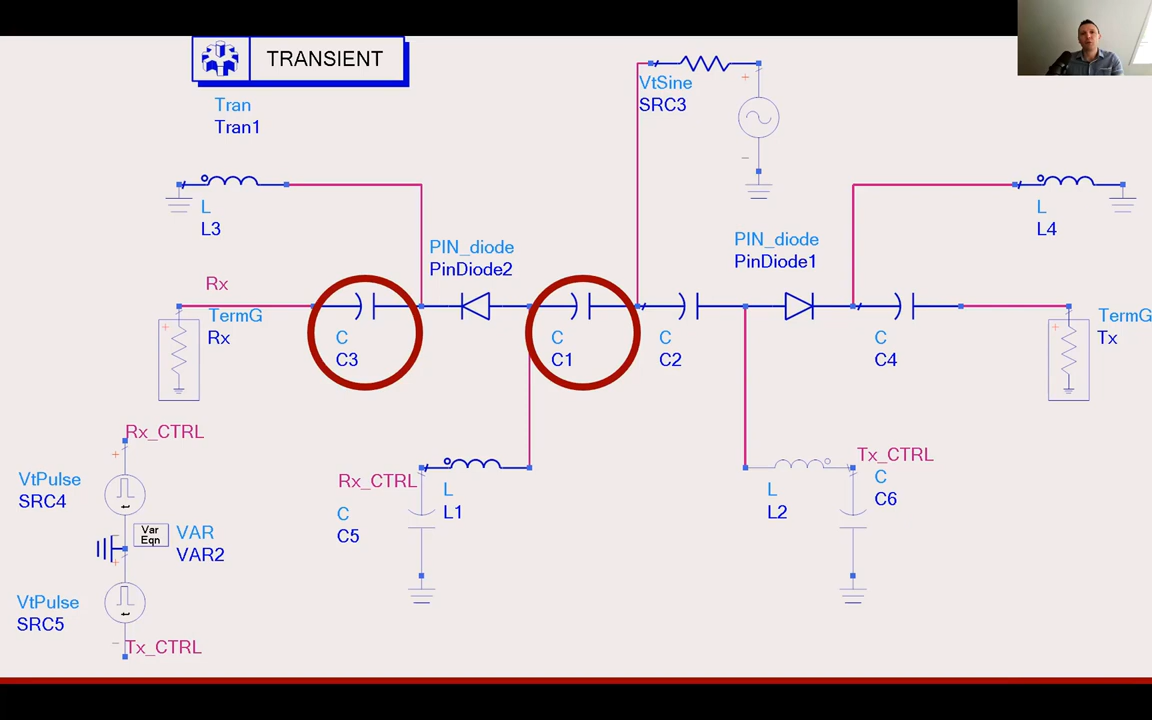 TRANSIENT
Tran
Tran1
VtSine
SRC3
L
L3
PIN_diode
PinDiode2
PIN_diode
PinDiode1
L
L4
Rx
TermG
Rx
C
C3
C
C1
C
C2
C
C4
TermG
Tx
Rx_CTRL
VtPulse
SRC4
Var
Eqn
VAR
VAR2
VtPulse
SRC5
Tx_CTRL
Rx_CTRL
C
C5
L
L1
L
L2
Tx_CTRL
C
C6